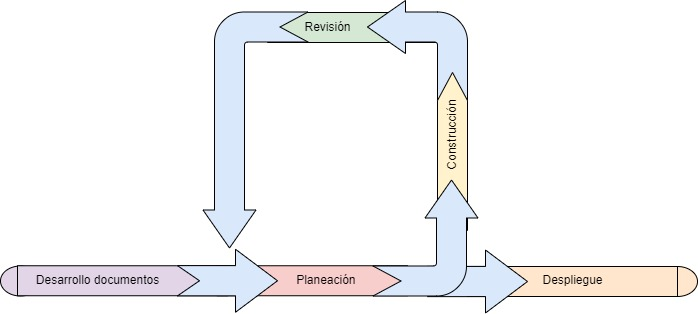 Revisión
Construcción
Desarrollo documentos
Planeación
Despliegue